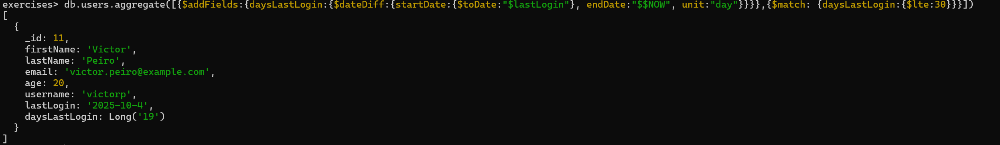 exercises> db.users.aggregate([{$addFields:{daysLastLogin:{$dateDiff:{startDate:{$toDate:"$lastLogin"}, endDate:"$$NOW", unit:"day"}}}},{$match: {daysLastLogin:{$lte:30}}}])
[
  {
    _id: 11,
    firstName: 'Victor',
    lastName: 'Peiro',
    email: 'victor.peiro@example.com',
    age: 20,
    username: 'victorp',
    lastLogin: '2025-10-4',
    daysLastLogin: Long('19')
  }
]